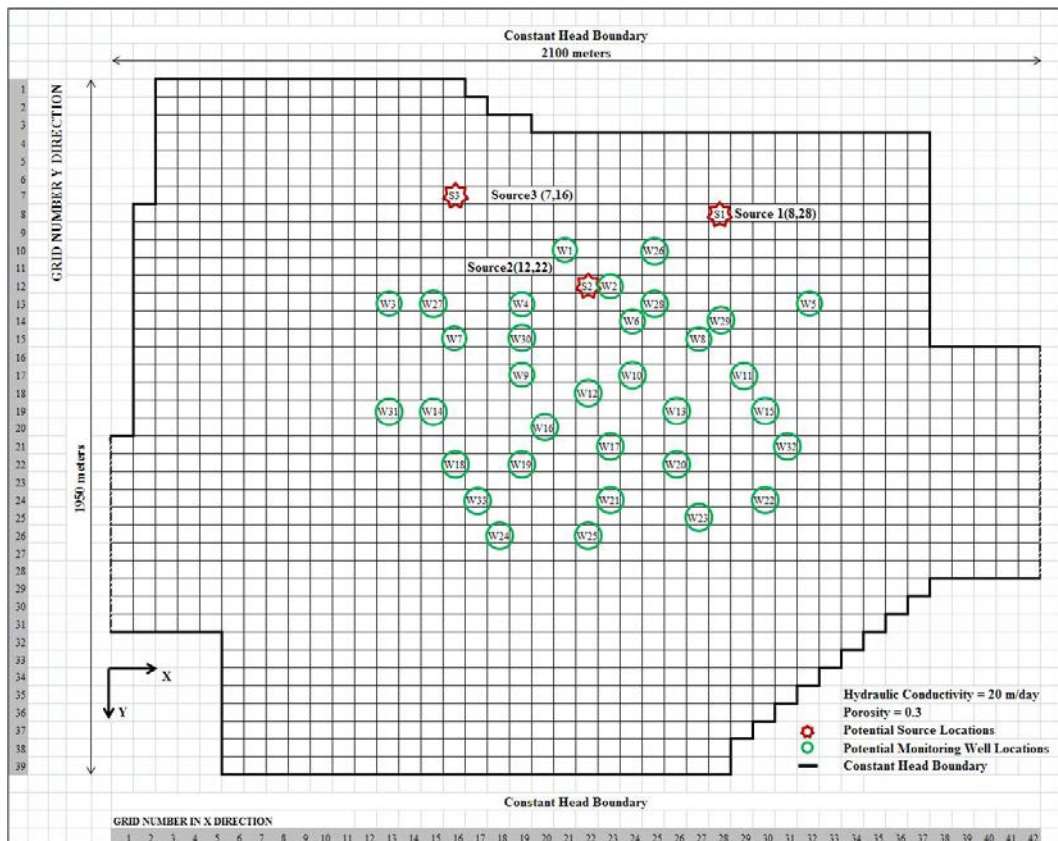 Constant Head Boundary
2100 meters
GRID NUMBER Y DIRECTION
1950 meters
1
2
3
4
5
6
7
8
9
10
11
12
13
14
15
16
17
18
19
20
21
22
23
24
25
26
27
28
29
30
31
32
33
34
35
36
37
38
39
S3 Source3 (7,16)
S1 Source 1(8,28)
W1 W26
Source2(12,22)
S2 W2
W3 W27 W4 W28 W5
W6 W29
W7 W30 W8
W9 W10 W11
W12
W31 W14 W13 W15
W16
W17 W32
W18 W19 W20
W33 W21 W22
W23
W24 W25
X
Y
Hydraulic Conductivity = 20 m/day
Porosity = 0.3
Potential Source Locations
Potential Monitoring Well Locations
Constant Head Boundary
Constant Head Boundary
GRID NUMBER IN X DIRECTION
1 2 3 4 5 6 7 8 9 10 11 12 13 14 15 16 17 18 19 20 21 22 23 24 25 26 27 28 29 30 31 32 33 34 35 36 37 38 39 40 41 42